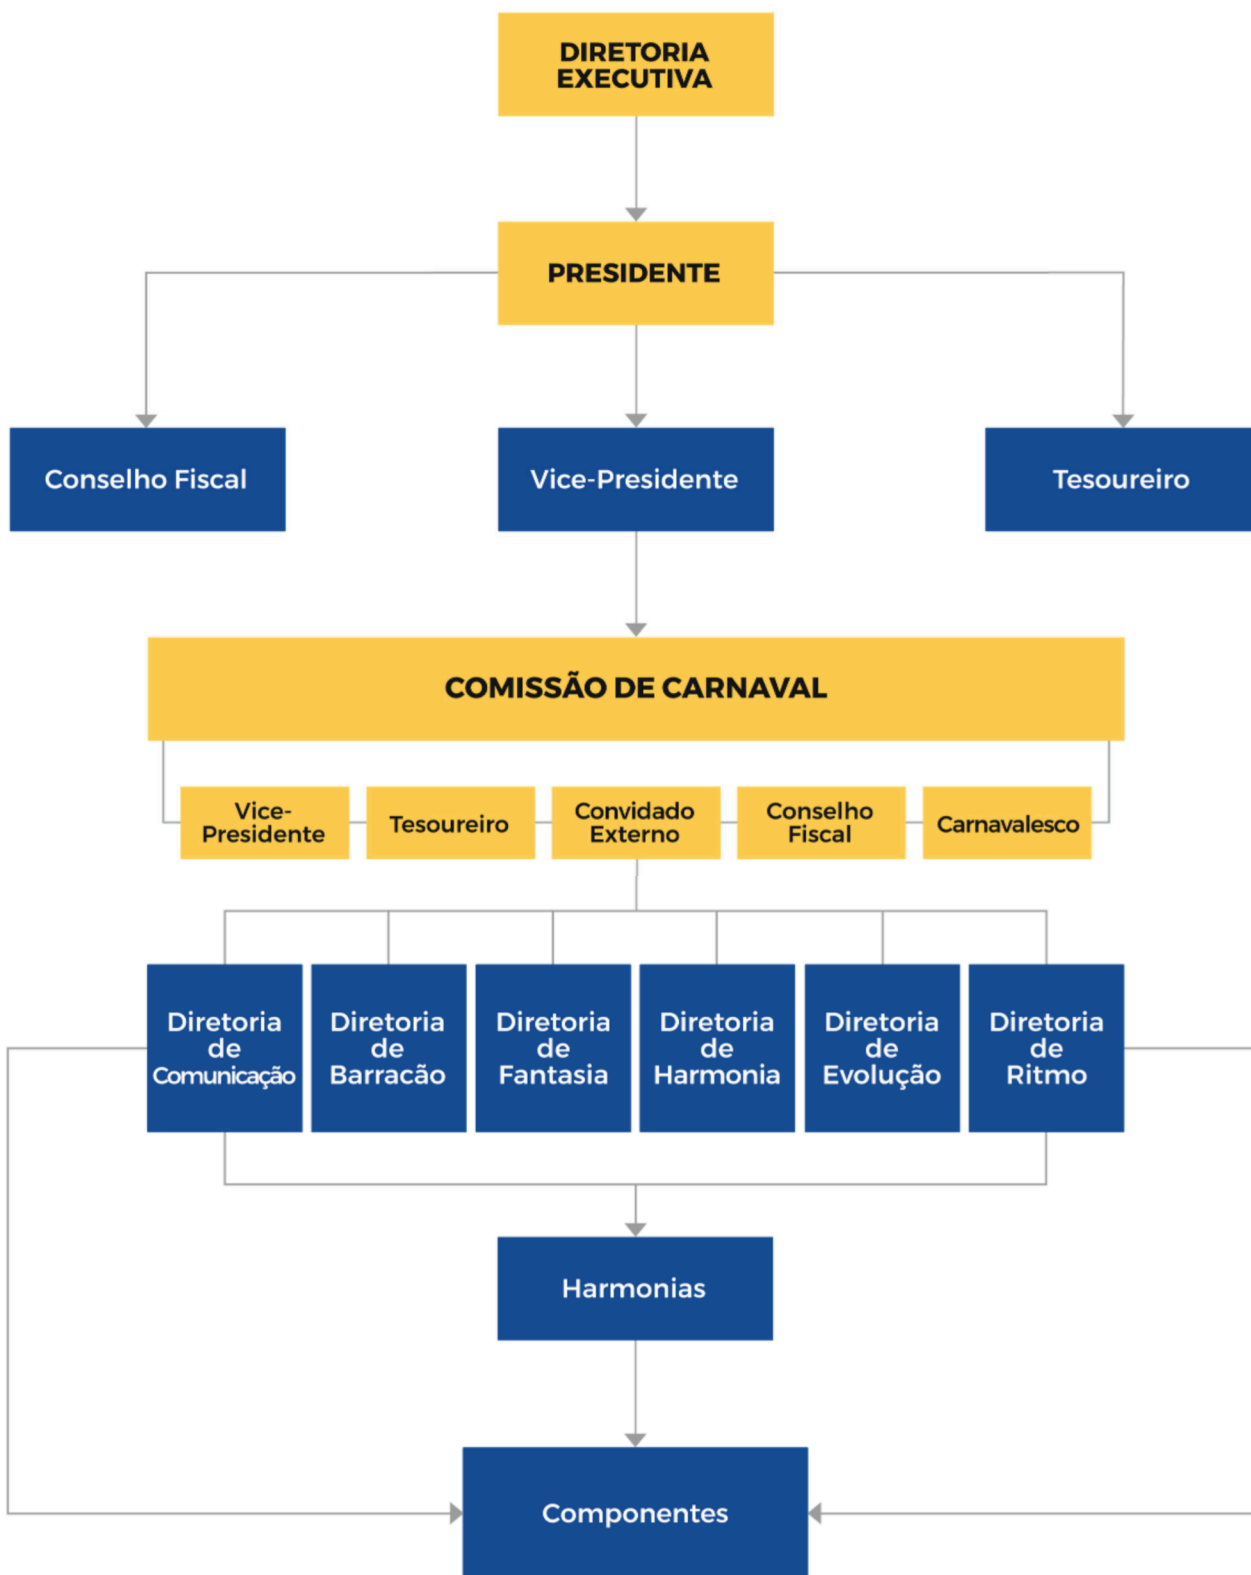 DIRETORIA
EXECUTIVA
PRESIDENTE
Conselho Fiscal
Vice-Presidente
Tesoureiro
COMISSÃO DE CARNAVAL
Vice-
Presidente
Tesoureiro
Convidado
Externo
Conselho
Fiscal
Carnavalesco
Diretoria
de
Comunicação
Diretoria
de
Barracão
Diretoria
de
Fantasia
Diretoria
de
Harmonia
Diretoria
de
Evolução
Diretoria
de
Ritmo
Harmonias
Componentes